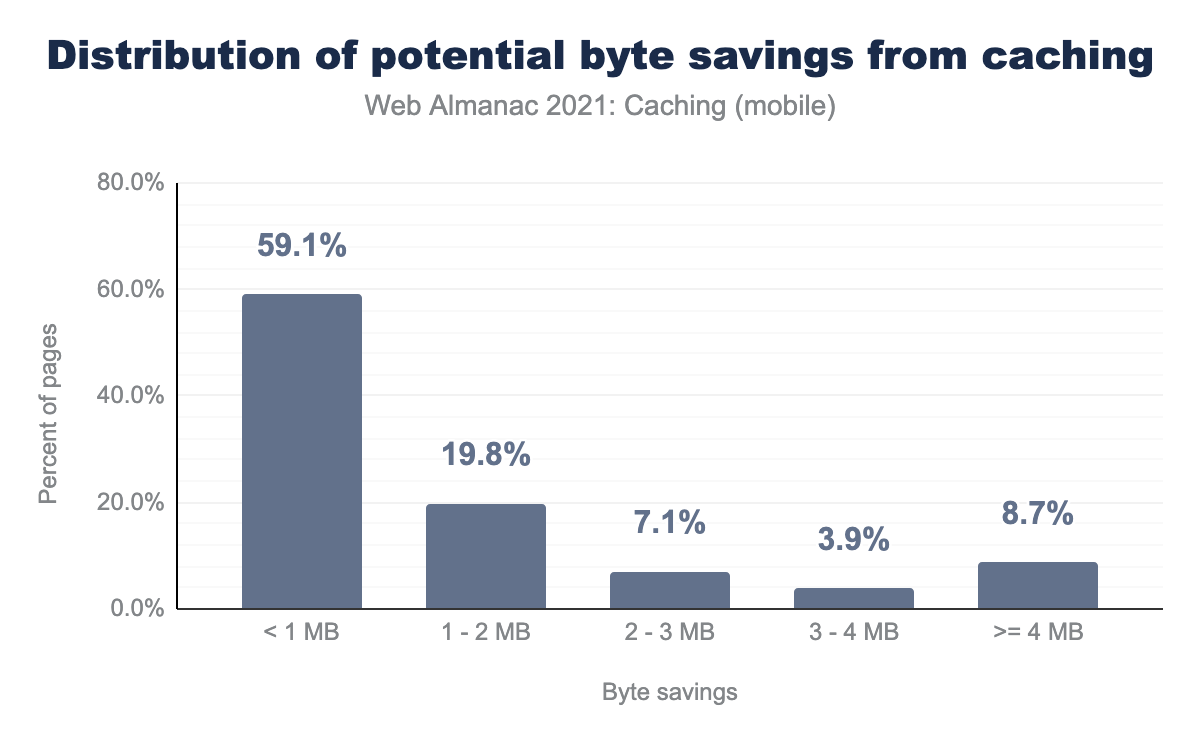 Distribution of potential byte savings from caching
Web Almanac 2021: Caching (mobile)
Percent of pages
80.0%
60.0%
40.0%
20.0%
0.0%
59.1%
19.8%
7.1%
3.9%
8.7%
< 1 MB
1 - 2 MB
2 - 3 MB
3 - 4 MB
>= 4 MB
Byte savings